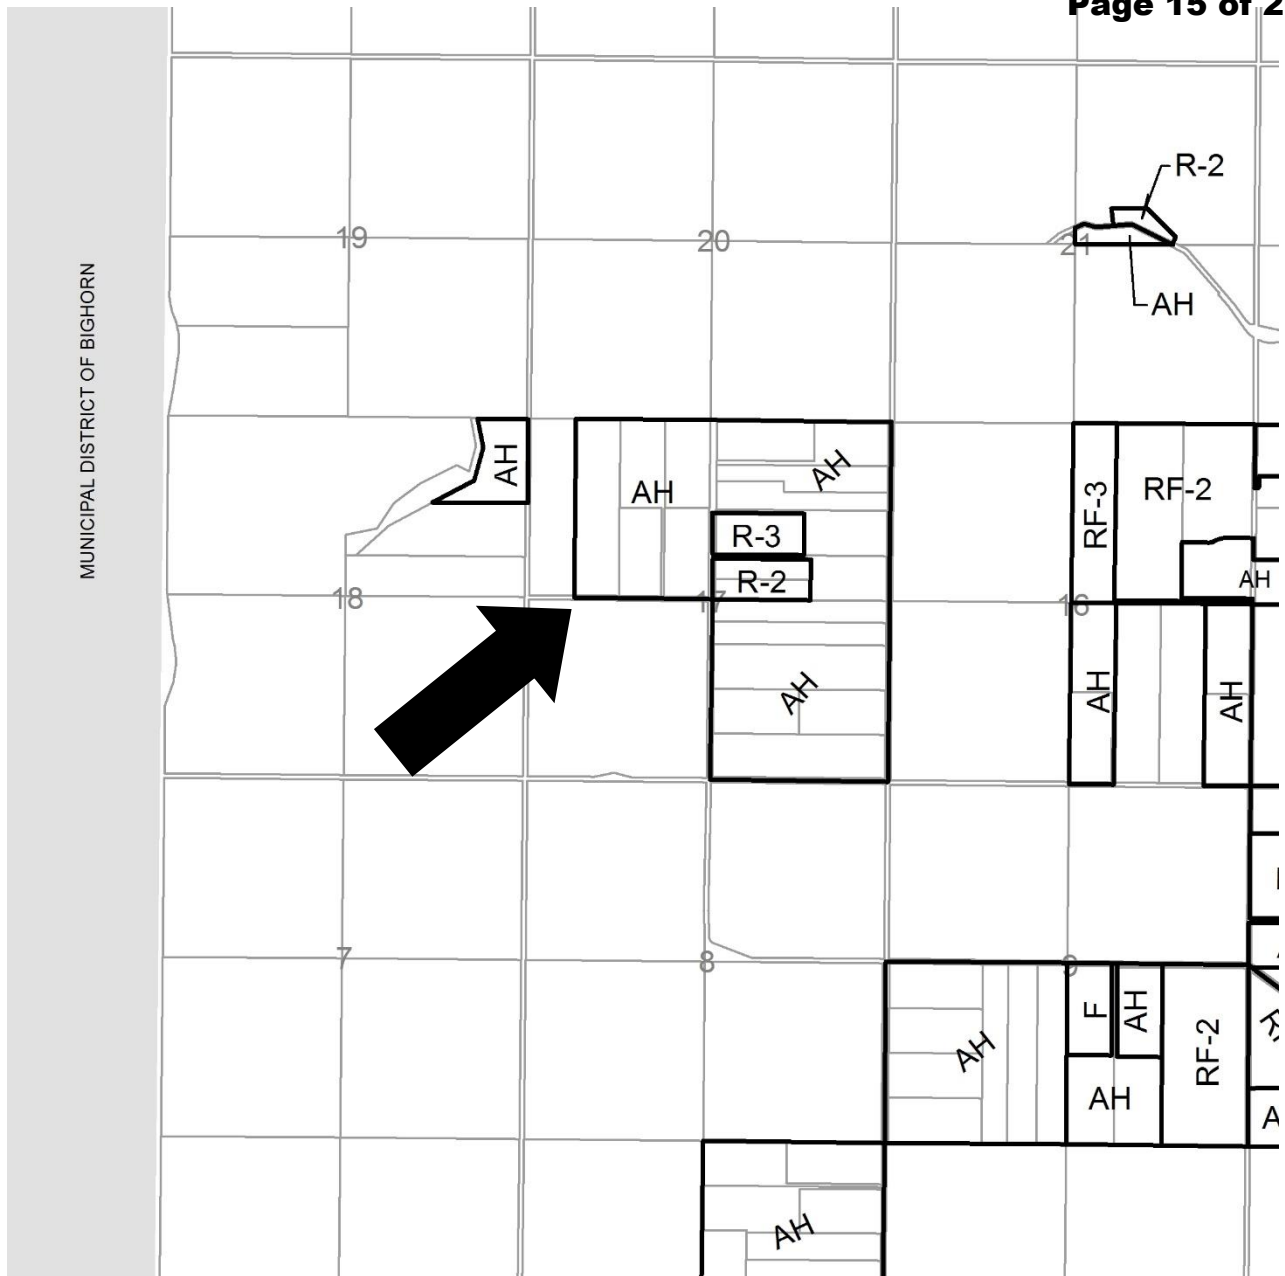 Page 15 of 2
R-2
19
20
21
AH
MUNICIPAL DISTRICT OF BIGHORN
AH
AH
AH
RF-3
RF-2
R-3
R-2
AH
18
17
16
AH
AH
AH
7
8
9
AH
F
AH
RF-2
AH
AH